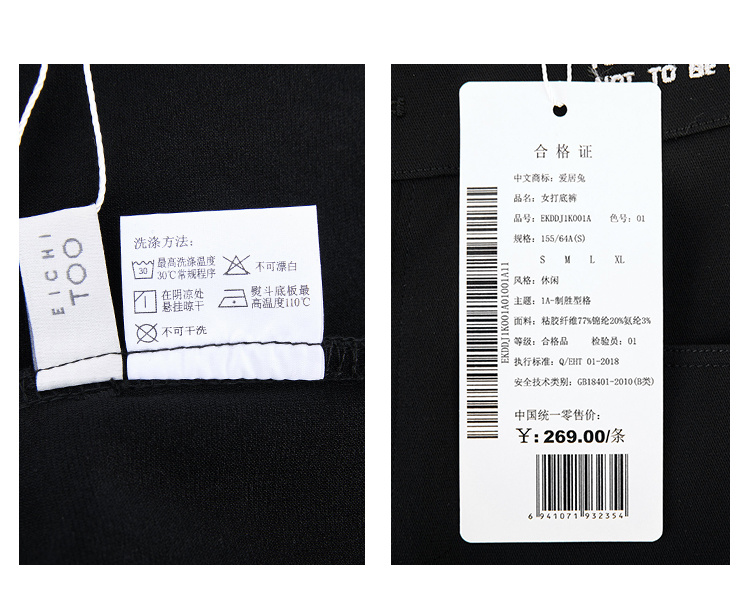 EICHI
TOO
洗涤方法:
30
最高洗涤温度
30℃常规程序
不可漂白
在阴凉处
悬挂晾干
熨斗底板最
高温度110℃
不可干洗
NOT TO BE
合格证
中文商标: 爱居兔
品名: 女打底裤
品号: EKDDJ1K001A 色号: 01
规格: 155/64A(S)
S M L XL
风格: 休闲
主题: 1A-制胜型格
面料: 粘胶纤维77%锦纶20%氨纶3%
等级: 合格品 检验员: 01
执行标准: Q/EHT 01-2018
安全技术类别: GB18401-2010(B类)
中国统一零售价:
¥: 269.00/条
EKDDJ1K001A01001A11
6 941071 932354